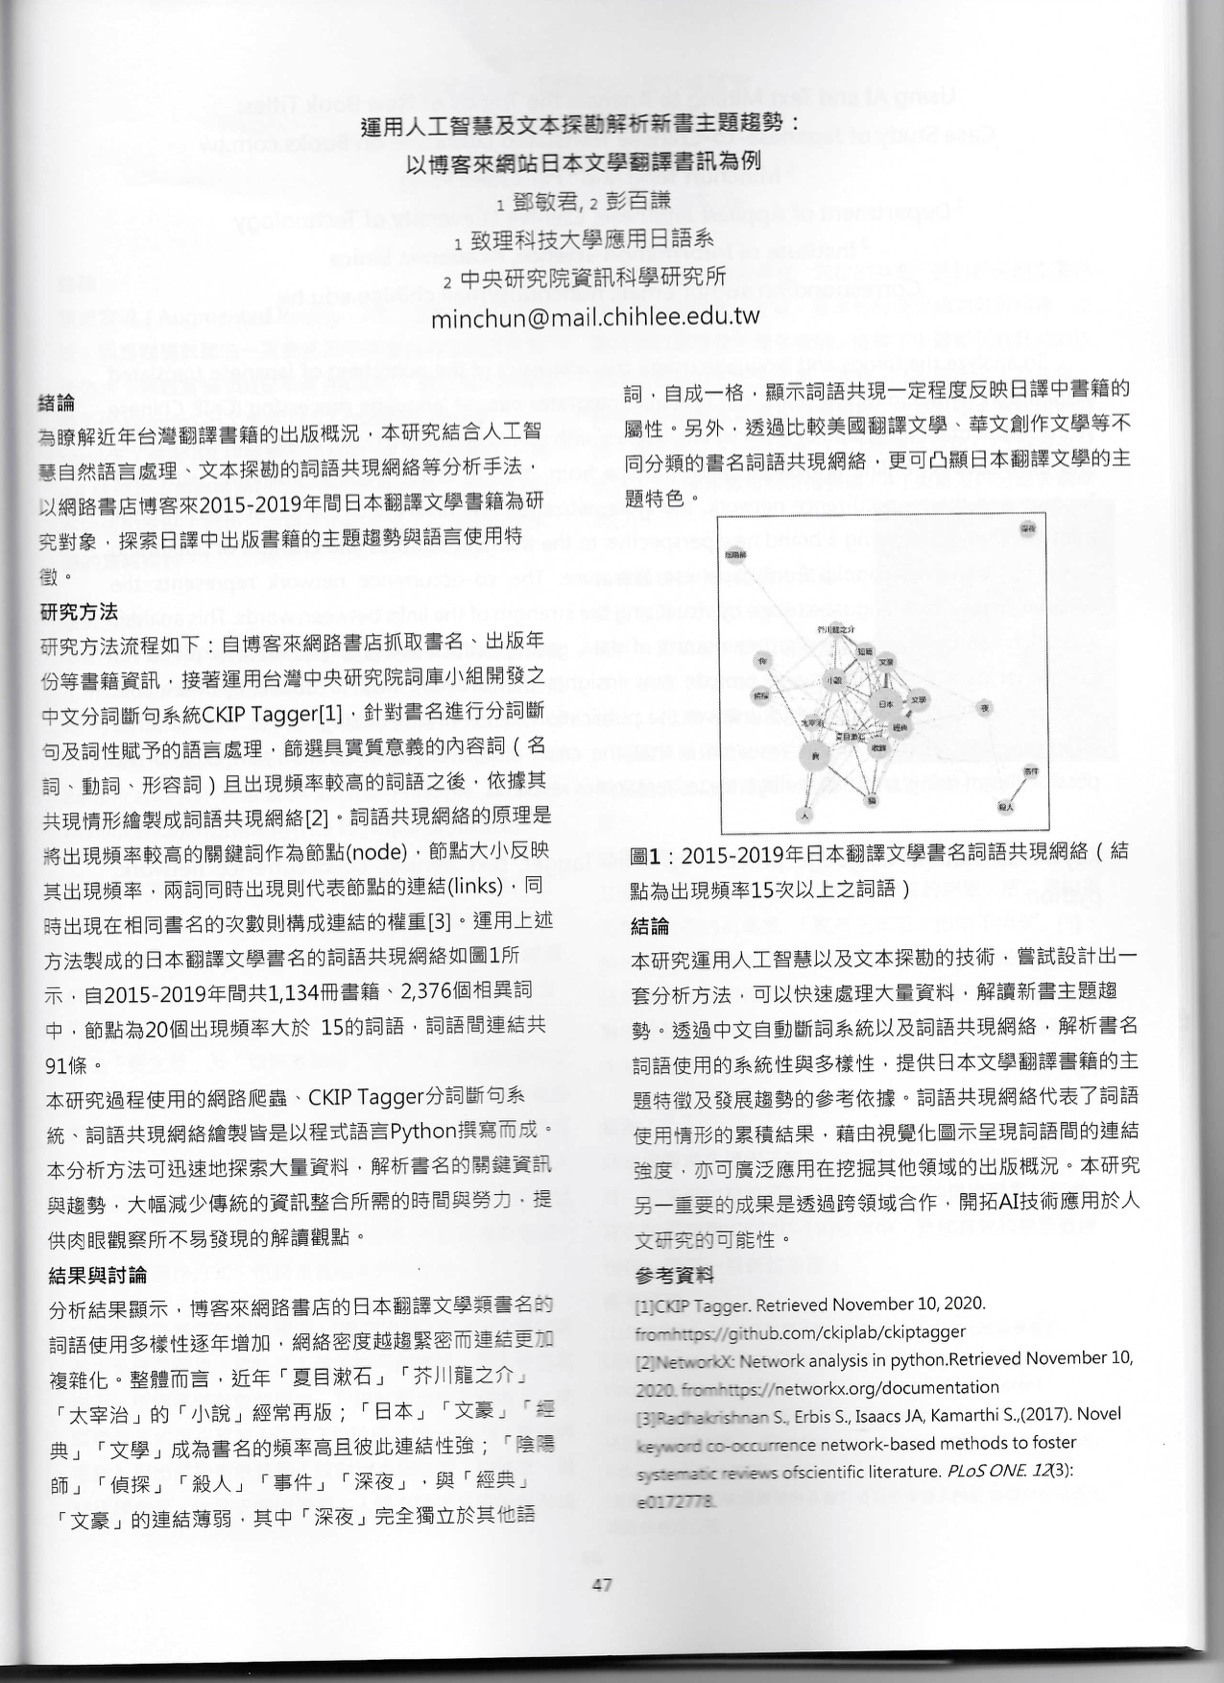 運用人工智慧及文本探勘解析新書主題趨勢：
以博客來網站日本文學翻譯書訊為例
1 鄧敏君, 2 彭百謙
1 致理科技大學應用日語系
2 中央研究院資訊科學研究所
minchun@mail.chihlee.edu.tw
緒論
為瞭解近年台灣翻譯書籍的出版概況，本研究結合人工智
慧自然語言處理、文本探勘的詞語共現網絡等分析手法，
以網路書店博客來2015-2019年間日本翻譯文學書籍為研
究對象，探索日譯中出版書籍的主題趨勢與語言使用特
徵。
研究方法
研究方法流程如下：自博客來網路書店抓取書名、出版年
份等書籍資訊，接著運用台灣中央研究院詞庫小組開發之
中文分詞斷句系統CKIP Tagger[1]，針對書名進行分詞斷
句及詞性賦予的語言處理，篩選具實質意義的內容詞（名
詞、動詞、形容詞）且出現頻率較高的詞語之後，依據其
共現情形繪製成詞語共現網絡[2]。詞語共現網絡的原理是
將出現頻率較高的關鍵詞作為節點(node)，節點大小反映
其出現頻率，兩詞同時出現則代表節點的連結(links)，同
時出現在相同書名的次數則構成連結的權重[3]。運用上述
方法製成的日本翻譯文學書名的詞語共現網絡如圖1所
示，自2015-2019年間共1,134冊書籍、2,376個相異詞
中，節點為20個出現頻率大於 15的詞語，詞語間連結共
91條。
本研究過程使用的網路爬蟲、CKIP Tagger分詞斷句系
統、詞語共現網絡繪製皆是以程式語言Python撰寫而成。
本分析方法可迅速地探索大量資料，解析書名的關鍵資訊
與趨勢，大幅減少傳統的資訊整合所需的時間與勞力，提
供肉眼觀察所不易發現的解讀觀點。
結果與討論
分析結果顯示，博客來網路書店的日本翻譯文學類書名的
詞語使用多樣性逐年增加，網絡密度越趨緊密而連結更加
複雜化。整體而言，近年「夏目漱石」「芥川龍之介」
「太宰治」的「小說」經常再版；「日本」「文豪」「經
典」「文學」成為書名的頻率高且彼此連結性強；「陰陽
師」「偵探」「殺人」「事件」「深夜」，與「經典」
「文豪」的連結薄弱，其中「深夜」完全獨立於其他語
詞，自成一格，顯示詞語共現一定程度反映日譯中書籍的
屬性。另外，透過比較美國翻譯文學、華文創作文學等不
同分類的書名詞語共現網絡，更可凸顯日本翻譯文學的主
題特色。
深夜
陰陽師
芥川龍之介
短篇
文豪
你
小說
偵探
日本
文學
夜
太宰治
夏目漱石
經典
收錄
我
事件
貓
殺人
人
圖1：2015-2019年日本翻譯文學書名詞語共現網絡（結
點為出現頻率15次以上之詞語）
結論
本研究運用人工智慧以及文本探勘的技術，嘗試設計出一
套分析方法，可以快速處理大量資料，解讀新書主題趨
勢。透過中文自動斷詞系統以及詞語共現網絡，解析書名
詞語使用的系統性與多樣性，提供日本文學翻譯書籍的主
題特徵及發展趨勢的參考依據。詞語共現網絡代表了詞語
使用情形的累積結果，藉由視覺化圖示呈現詞語間的連結
強度，亦可廣泛應用在挖掘其他領域的出版概況。本研究
另一重要的成果是透過跨領域合作，開拓AI技術應用於人
文研究的可能性。
參考資料
[1]CKIP Tagger. Retrieved November 10, 2020.
fromhttps://github.com/ckiplab/ckiptagger
[2]NetworkX: Network analysis in python.Retrieved November 10,
2020. fromhttps://networkx.org/documentation
[3]Radhakrishnan S., Erbis S., Isaacs JA, Kamarthi S.,(2017). Novel
keyword co-occurrence network-based methods to foster
systematic reviews ofscientific literature. PLoS ONE. 12(3):
e0172778.
47